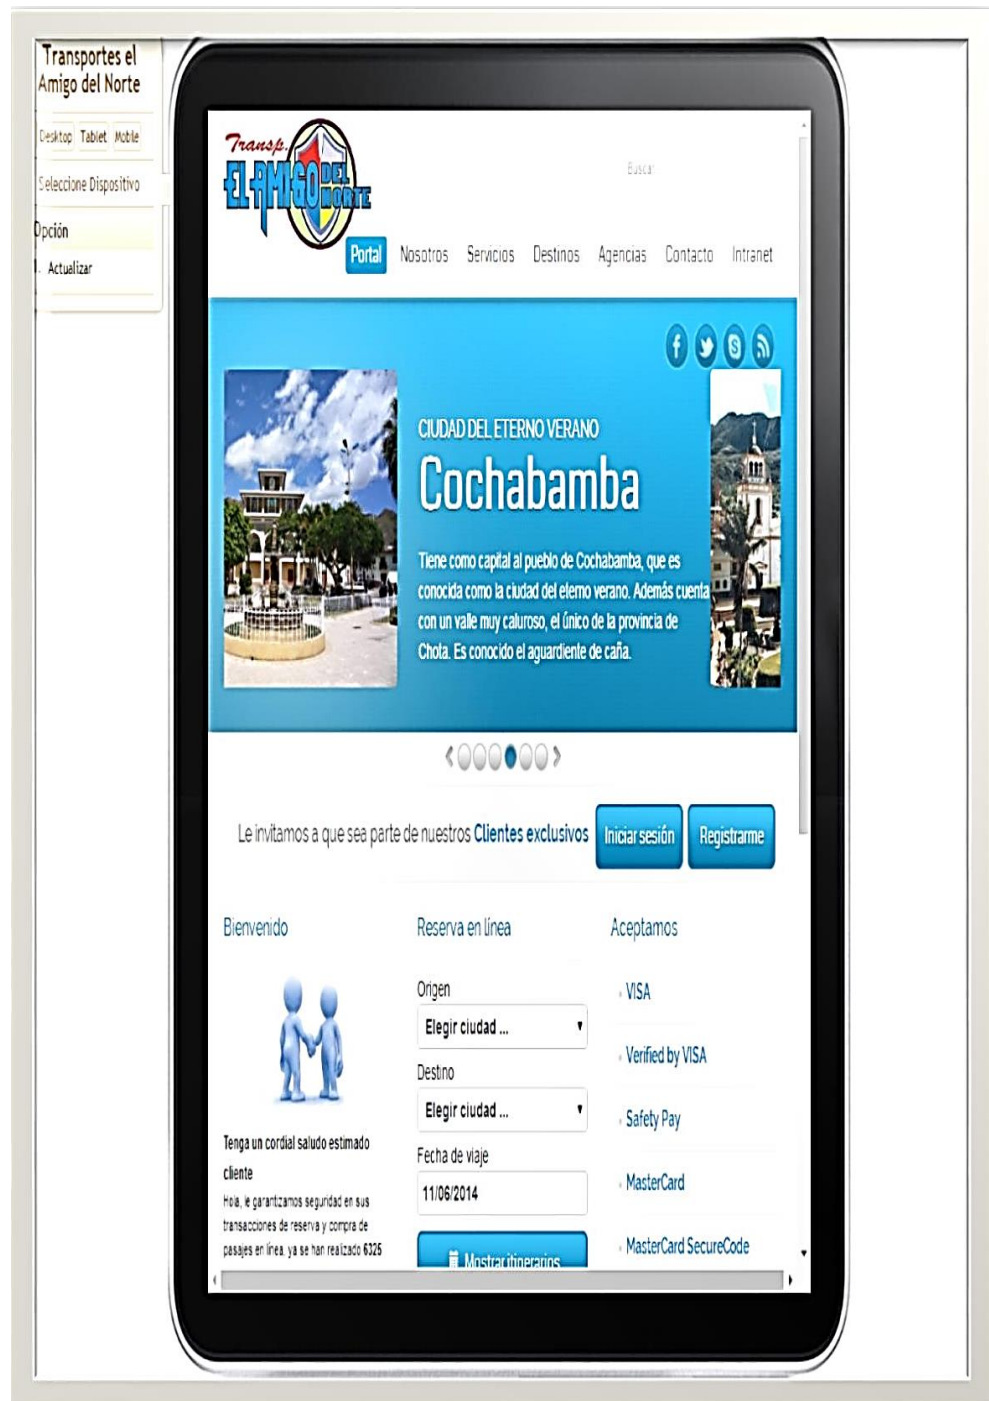 Transportes el
Amigo del Norte
Desktop Tablet Mobile
Seleccione Dispositivo
Opción
1. Actualizar
Transp.
EL AMIGO DEL NORTE
Buscar
Portal Nosotros Servicios Destinos Agencias Contacto Intranet
CIUDAD DEL ETERNO VERANO
Cochabamba
Tiene como capital al pueblo de Cochabamba, que es
conocida como la ciudad del eterno verano. Además cuenta
con un valle muy caluroso, el único de la provincia de
Chota. Es conocido el aguardiente de caña.
Le invitamos a que sea parte de nuestros Clientes exclusivos Iniciar sesión Registrarme
Bienvenido
Tenga un cordial saludo estimado
cliente
Hola, le garantizamos seguridad en sus
transacciones de reserva y compra de
pasajes en línea, ya se han realizado 6325
Reserva en línea
Origen
Elegir ciudad ...
Destino
Elegir ciudad ...
Fecha de viaje
11/06/2014
Mostrar itinerarios
Aceptamos
VISA
Verified by VISA
Safety Pay
MasterCard
MasterCard SecureCode